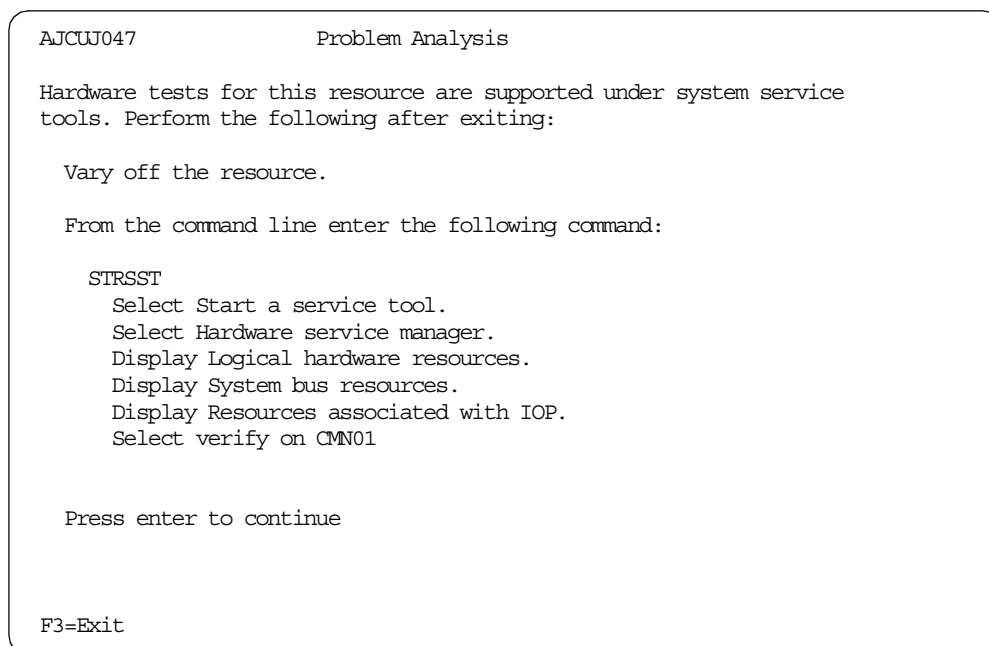 AJCUJ047 Problem Analysis
Hardware tests for this resource are supported under system service
tools. Perform the following after exiting:
Vary off the resource.
From the command line enter the following command:
STRSST
Select Start a service tool.
Select Hardware service manager.
Display Logical hardware resources.
Display System bus resources.
Display Resources associated with IOP.
Select verify on CMN01
Press enter to continue
F3=Exit